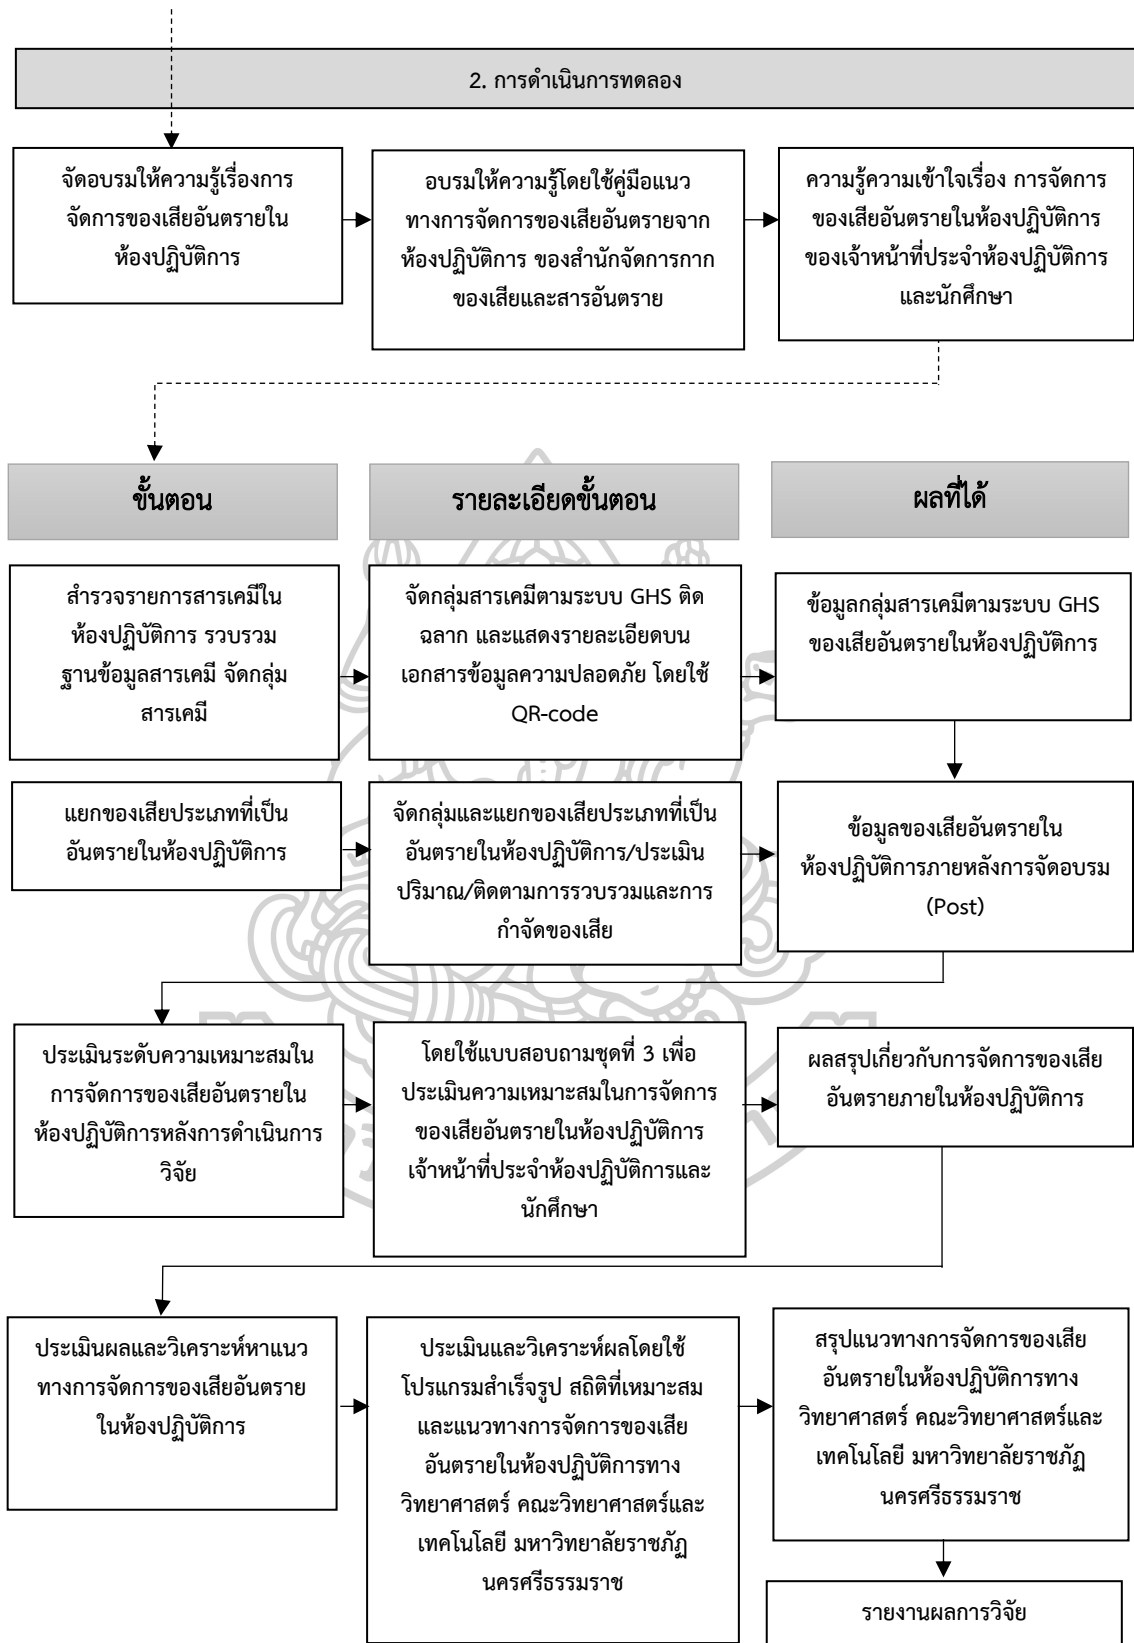 2. การดำเนินการทดลอง
จัดอบรมให้ความรู้เรื่องการ
จัดการของเสียอันตรายใน
ห้องปฏิบัติการ
อบรมให้ความรู้โดยใช้คู่มือแนว
ทางการจัดการของเสียอันตรายจาก
ห้องปฏิบัติการ ของสำนักจัดการกาก
ของเสียและสารอันตราย
ความรู้ความเข้าใจเรื่อง การจัดการ
ของเสียอันตรายในห้องปฏิบัติการ
ของเจ้าหน้าที่ประจำห้องปฏิบัติการ
และนักศึกษา
ขั้นตอน
รายละเอียดขั้นตอน
ผลที่ได้
สำรวจรายการสารเคมีใน
ห้องปฏิบัติการ รวบรวม
ฐานข้อมูลสารเคมี จัดกลุ่ม
สารเคมี
จัดกลุ่มสารเคมีตามระบบ GHS ติด
ฉลาก และแสดงรายละเอียดบน
เอกสารข้อมูลความปลอดภัย โดยใช้
QR-code
ข้อมูลกลุ่มสารเคมีตามระบบ GHS
ของเสียอันตรายในห้องปฏิบัติการ
แยกของเสียประเภทที่เป็น
อันตรายในห้องปฏิบัติการ
จัดกลุ่มและแยกของเสียประเภทที่เป็น
อันตรายในห้องปฏิบัติการ/ประเมิน
ปริมาณ/ติดตามการรวบรวมและการ
กำจัดของเสีย
ข้อมูลของเสียอันตรายใน
ห้องปฏิบัติการภายหลังการจัดอบรม
(Post)
ประเมินระดับความเหมาะสมใน
การจัดการของเสียอันตรายใน
ห้องปฏิบัติการหลังการดำเนินการ
วิจัย
โดยใช้แบบสอบถามชุดที่ 3 เพื่อ
ประเมินความเหมาะสมในการจัดการ
ของเสียอันตรายในห้องปฏิบัติการ
เจ้าหน้าที่ประจำห้องปฏิบัติการและ
นักศึกษา
ผลสรุปเกี่ยวกับการจัดการของเสีย
อันตรายภายในห้องปฏิบัติการ
ประเมินผลและวิเคราะห์หาแนว
ทางการจัดการของเสียอันตราย
ในห้องปฏิบัติการ
ประเมินและวิเคราะห์ผลโดยใช้
โปรแกรมสำเร็จรูป สถิติที่เหมาะสม
และแนวทางการจัดการของเสีย
อันตรายในห้องปฏิบัติการทาง
วิทยาศาสตร์ คณะวิทยาศาสตร์และ
เทคโนโลยี มหาวิทยาลัยราชภัฏ
นครศรีธรรมราช
สรุปแนวทางการจัดการของเสีย
อันตรายในห้องปฏิบัติการทาง
วิทยาศาสตร์ คณะวิทยาศาสตร์และ
เทคโนโลยี มหาวิทยาลัยราชภัฏ
นครศรีธรรมราช
รายงานผลการวิจัย